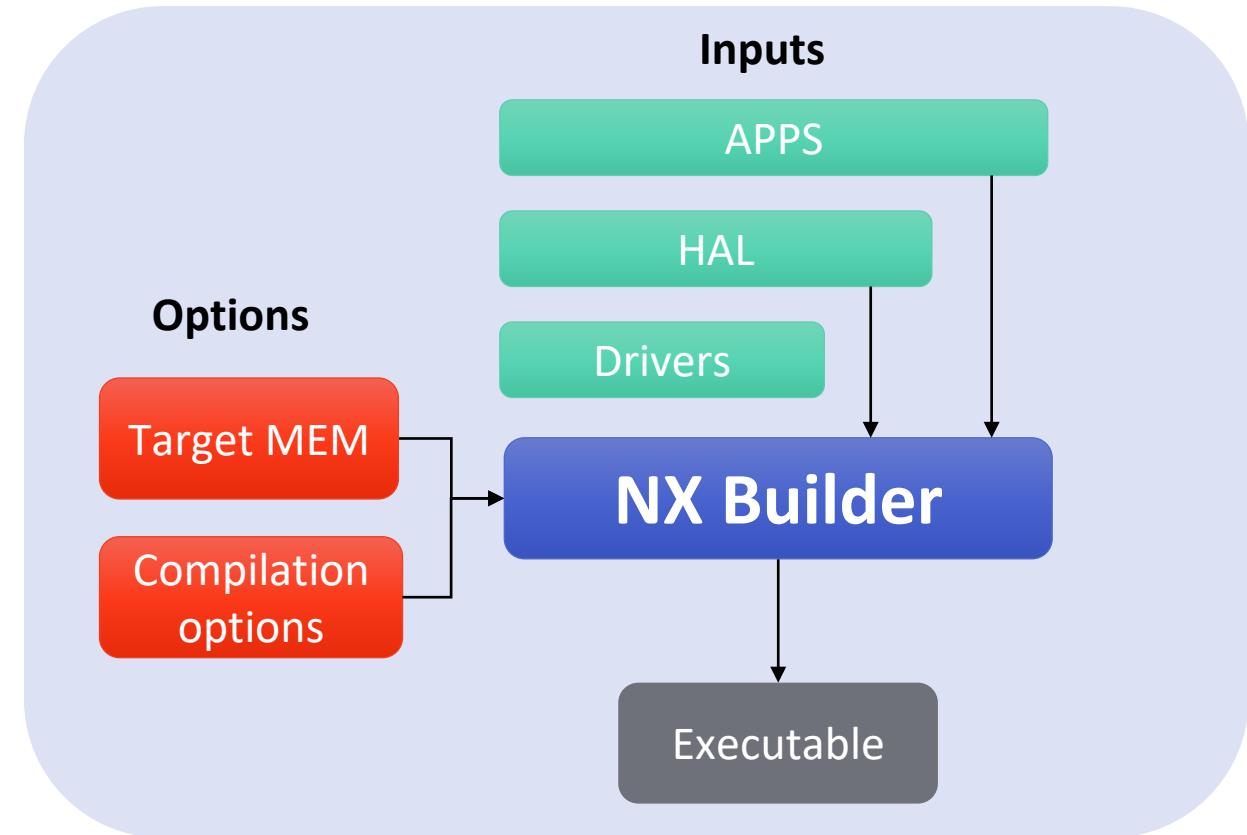 Inputs
APPS
HAL
Options
Drivers
Target MEM
NX Builder
Compilation
options
Executable